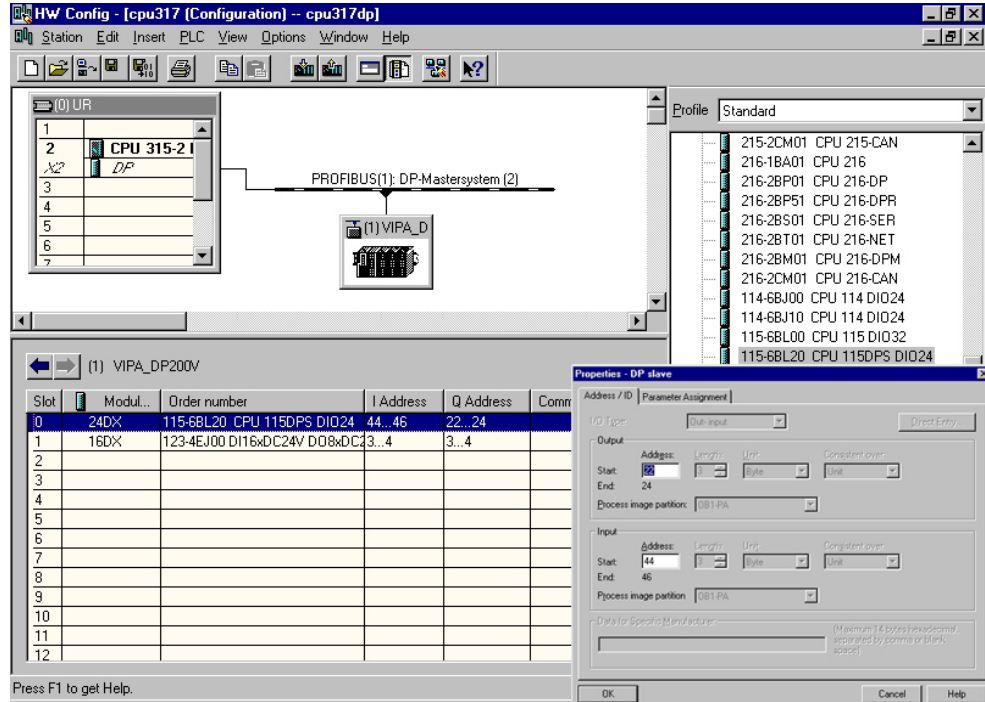 HW Config - [cpu317 (Configuration) -- cpu317dp]
Station Edit Insert PLC View Options Window Help
(0) UR
1
2 CPU 315-2
X2 DP
3
4
5
6
7
PROFIBUS(1): DP-Mastersystem (2)
(1) VIPA_D
Profile Standard
215-2CM01 CPU 215-CAN
216-1BA01 CPU 216
216-2BP01 CPU 216-DP
216-2BP51 CPU 216-DPR
216-2BS01 CPU 216-SER
216-2BT01 CPU 216-NET
216-2BM01 CPU 216-DPM
216-2CM01 CPU 216-CAN
114-6BJ00 CPU 114 DIO24
114-6BJ10 CPU 114 DIO24
115-6BL00 CPU 115 DIO32
115-6BL20 CPU 115DPS DIO24
(1) VIPA_DP200V
Slot Modul... Order number I Address Q Address Comm
0 24DX 115-6BL20 CPU 115DPS DIO24 44...46 22...24
1 16DX 123-4EJ00 DI16xDC24V DO8xDC2 3...4 3...4
2
3
4
5
6
7
8
9
10
11
12
Properties - DP slave
Address / ID Parameter Assignment
I/O Type: Out- input Direct Entry...
Output
Address: Length: Unit: Consistent over:
Start: 22 3 Byte Unit
End: 24
Process image partition: OB1-PA
Input
Address: Length: Unit: Consistent over:
Start: 44 3 Byte Unit
End: 46
Process image partition OB1-PA
Data for Specific Manufacturer:
(Maximum 14 bytes hexadecimal,
separated by comma or blank
space)
OK Cancel Help
Press F1 to get Help.